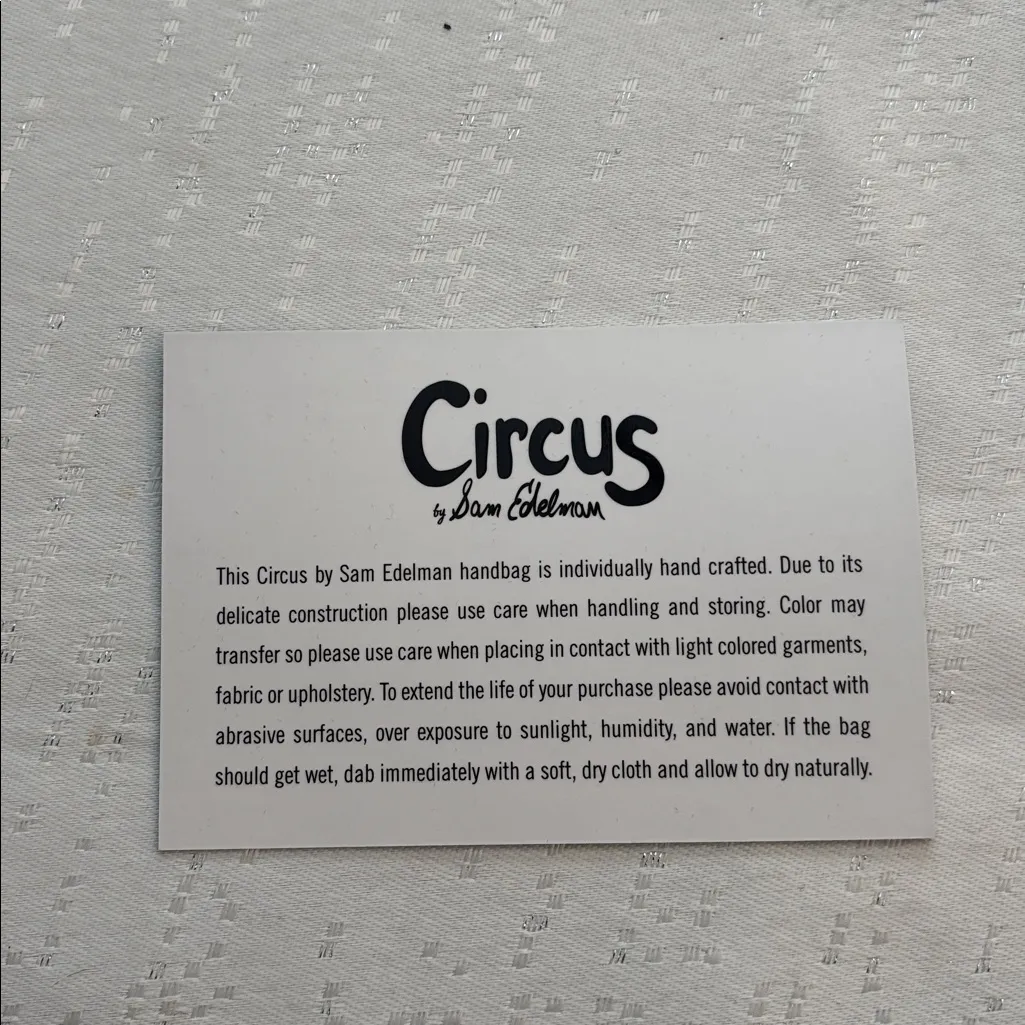 Circus
by Sam Edelman
This Circus by Sam Edelman handbag is individually hand crafted. Due to its
delicate construction please use care when handling and storing. Color may
transfer so please use care when placing in contact with light colored garments,
fabric or upholstery. To extend the life of your purchase please avoid contact with
abrasive surfaces, over exposure to sunlight, humidity, and water. If the bag
should get wet, dab immediately with a soft, dry cloth and allow to dry naturally.